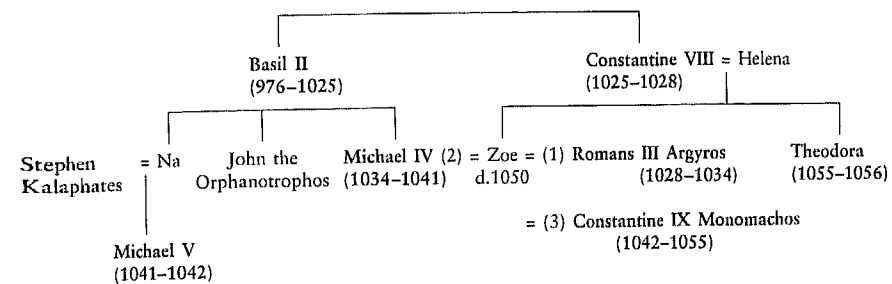 Basil II
(976–1025)
Constantine VIII = Helena
(1025–1028)
Stephen
Kalaphates
= Na
John the
Orphanotrophos
Michael IV (2) = Zoe = (1) Romans III Argyros
(1034–1041)
d.1050
(1028–1034)
Theodora
(1055–1056)
= (3) Constantine IX Monomachos
(1042–1055)
Michael V
(1041–1042)